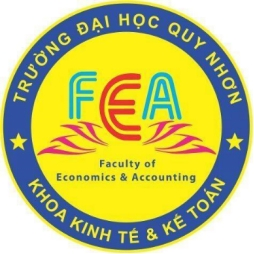 TRƯỜNG ĐẠI HỌC QUY NHƠN
FEA
Faculty of
Economics & Accounting
KHOA KINH TẾ & KẾ TOÁN